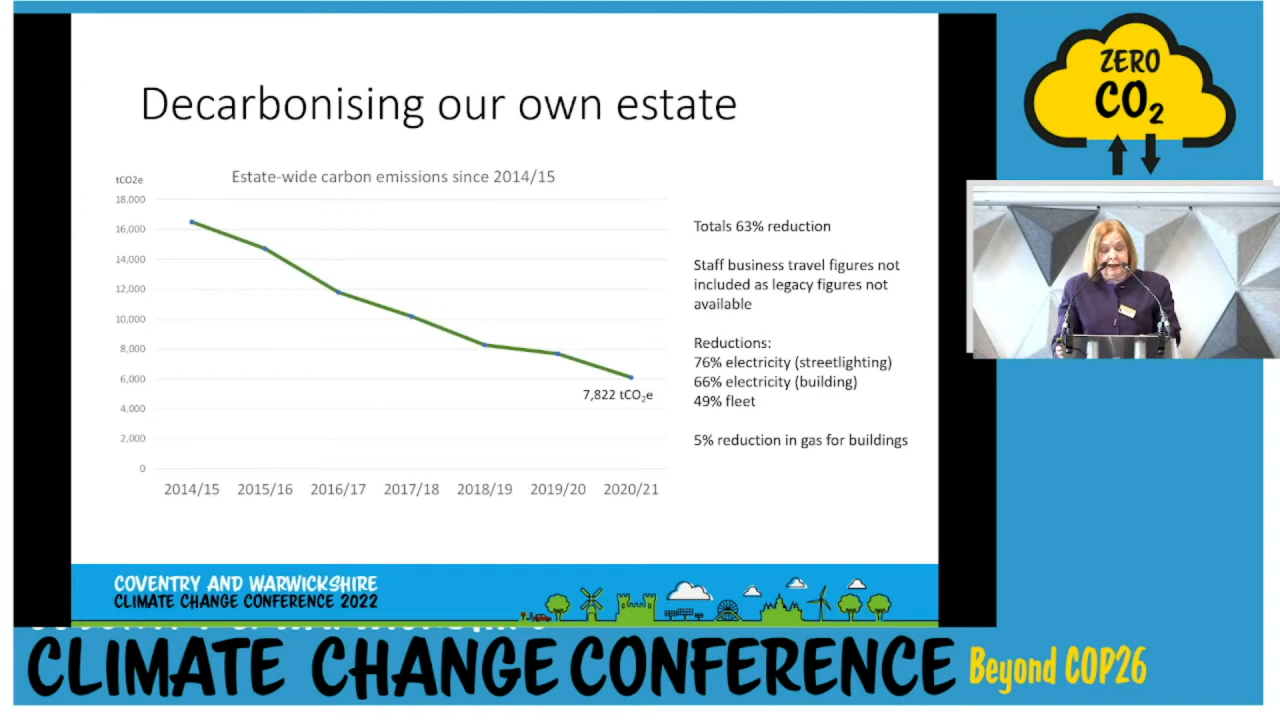 Decarbonising our own estate
tCO2e
Estate-wide carbon emissions since 2014/15
18,000
16,000
14,000
12,000
10,000
8,000
6,000
4,000
2,000
0
7,822 tCO₂e
2014/15 2015/16 2016/17 2017/18 2018/19 2019/20 2020/21
Totals 63% reduction
Staff business travel figures not
included as legacy figures not
available
Reductions:
76% electricity (streetlighting)
66% electricity (building)
49% fleet
5% reduction in gas for buildings
COVENTRY AND WARWICKSHIRE
CLIMATE CHANGE CONFERENCE 2022
ZERO
CO₂
CLIMATE CHANGE CONFERENCE Beyond COP26